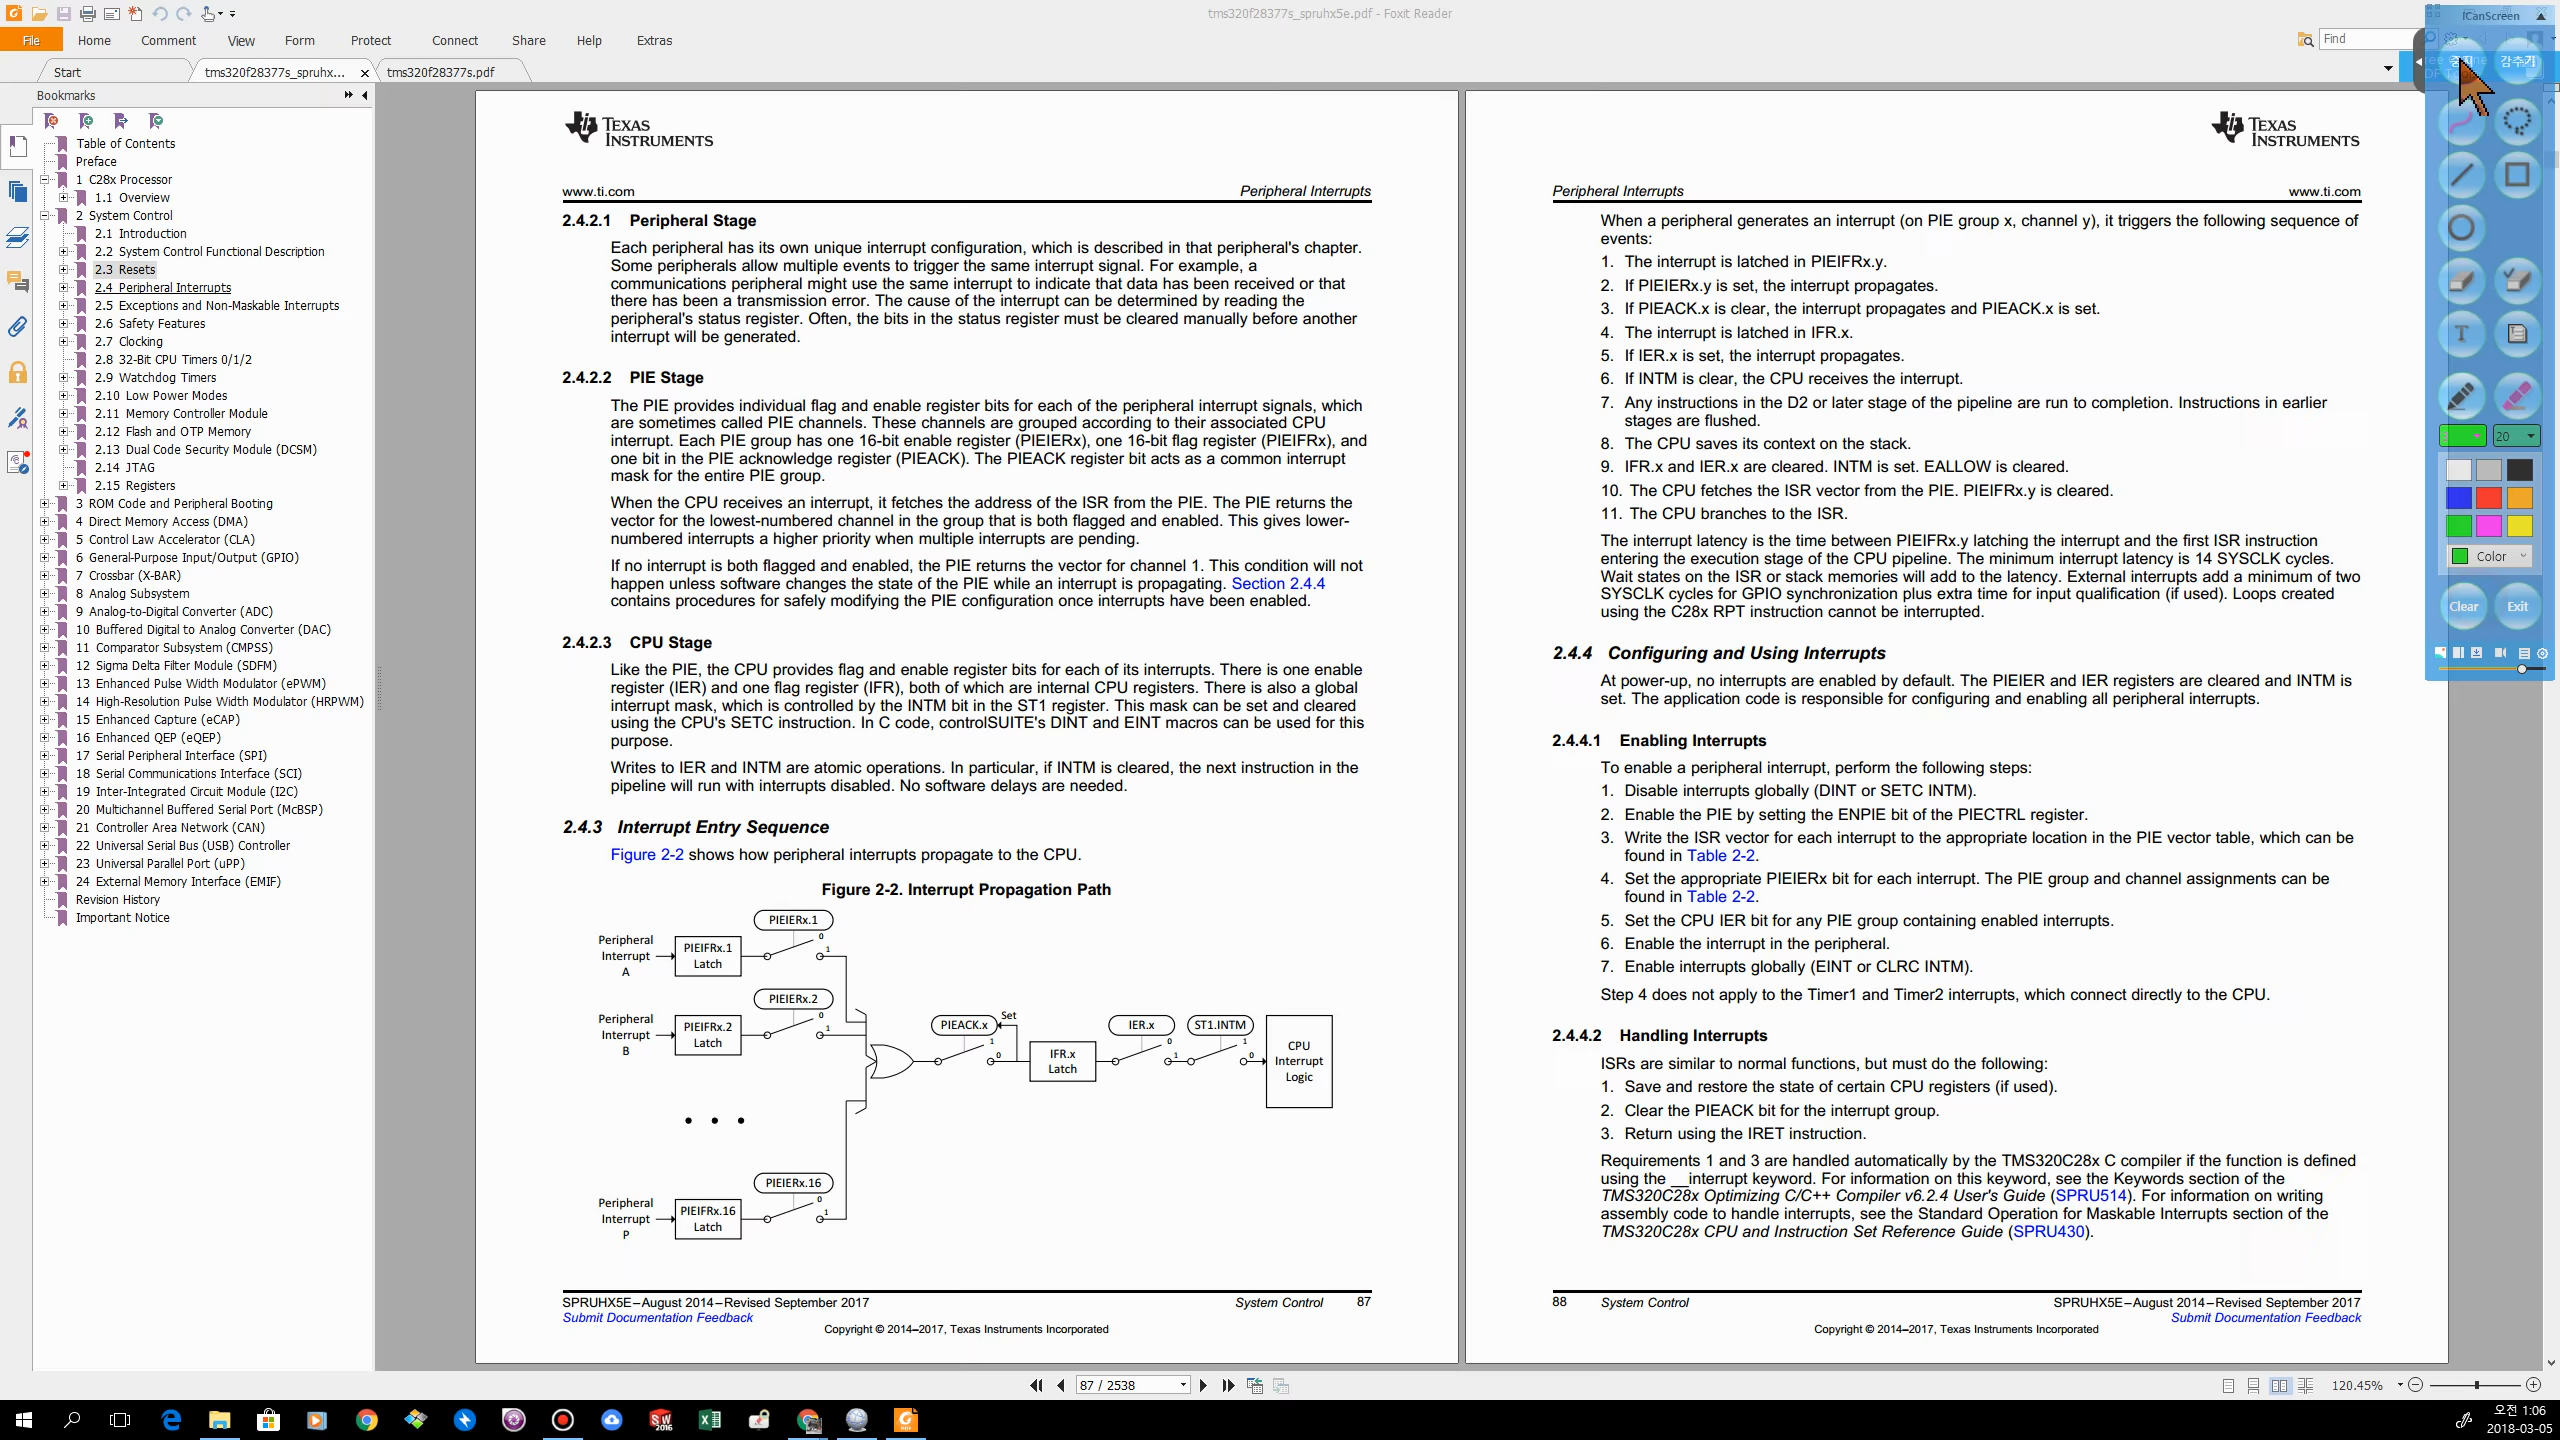 tms320f28377s_spruhx5e.pdf - Foxit Reader
File
Home
Comment
View
Form
Protect
Connect
Share
Help
Extras
Find
Start
tms320f28377s_spruhx...
tms320f28377s.pdf
Bookmarks
Table of Contents
Preface
1 C28x Processor
1.1 Overview
2 System Control
2.1 Introduction
2.2 System Control Functional Description
2.3 Resets
2.4 Peripheral Interrupts
2.5 Exceptions and Non-Maskable Interrupts
2.6 Safety Features
2.7 Clocking
2.8 32-Bit CPU Timers 0/1/2
2.9 Watchdog Timers
2.10 Low Power Modes
2.11 Memory Controller Module
2.12 Flash and OTP Memory
2.13 Dual Code Security Module (DCSM)
2.14 JTAG
2.15 Registers
3 ROM Code and Peripheral Booting
4 Direct Memory Access (DMA)
5 Control Law Accelerator (CLA)
6 General-Purpose Input/Output (GPIO)
7 Crossbar (X-BAR)
8 Analog Subsystem
9 Analog-to-Digital Converter (ADC)
10 Buffered Digital to Analog Converter (DAC)
11 Comparator Subsystem (CMPSS)
12 Sigma Delta Filter Module (SDFM)
13 Enhanced Pulse Width Modulator (ePWM)
14 High-Resolution Pulse Width Modulator (HRPWM)
15 Enhanced Capture (eCAP)
16 Enhanced QEP (eQEP)
17 Serial Peripheral Interface (SPI)
18 Serial Communications Interface (SCI)
19 Inter-Integrated Circuit Module (I2C)
20 Multichannel Buffered Serial Port (McBSP)
21 Controller Area Network (CAN)
22 Universal Serial Bus (USB) Controller
23 Universal Parallel Port (uPP)
24 External Memory Interface (EMIF)
Revision History
Important Notice
TEXAS
INSTRUMENTS
www.ti.com
Peripheral Interrupts
2.4.2.1 Peripheral Stage
Each peripheral has its own unique interrupt configuration, which is described in that peripheral's chapter.
Some peripherals allow multiple events to trigger the same interrupt signal. For example, a
communications peripheral might use the same interrupt to indicate that data has been received or that
there has been a transmission error. The cause of the interrupt can be determined by reading the
peripheral's status register. Often, the bits in the status register must be cleared manually before another
interrupt will be generated.
2.4.2.2 PIE Stage
The PIE provides individual flag and enable register bits for each of the peripheral interrupt signals, which
are sometimes called PIE channels. These channels are grouped according to their associated CPU
interrupt. Each PIE group has one 16-bit enable register (PIEIERx), one 16-bit flag register (PIEIFRx), and
one bit in the PIE acknowledge register (PIEACK). The PIEACK register bit acts as a common interrupt
mask for the entire PIE group.
When the CPU receives an interrupt, it fetches the address of the ISR from the PIE. The PIE returns the
vector for the lowest-numbered channel in the group that is both flagged and enabled. This gives lower-
numbered interrupts a higher priority when multiple interrupts are pending.
If no interrupt is both flagged and enabled, the PIE returns the vector for channel 1. This condition will not
happen unless software changes the state of the PIE while an interrupt is propagating. Section 2.4.4
contains procedures for safely modifying the PIE configuration once interrupts have been enabled.
2.4.2.3 CPU Stage
Like the PIE, the CPU provides flag and enable register bits for each of its interrupts. There is one enable
register (IER) and one flag register (IFR), both of which are internal CPU registers. There is also a global
interrupt mask, which is controlled by the INTM bit in the ST1 register. This mask can be set and cleared
using the CPU's SETC instruction. In C code, controlSUITE's DINT and EINT macros can be used for this
purpose.
Writes to IER and INTM are atomic operations. In particular, if INTM is cleared, the next instruction in the
pipeline will run with interrupts disabled. No software delays are needed.
2.4.3 Interrupt Entry Sequence
Figure 2-2 shows how peripheral interrupts propagate to the CPU.
Figure 2-2. Interrupt Propagation Path
Peripheral
Interrupt
A
PIEIFRx.1
Latch
PIEIERx.1
0
1
Peripheral
Interrupt
B
PIEIFRx.2
Latch
PIEIERx.2
0
1
PIEACK.x
Set
1
0
IFR.x
Latch
IER.x
0
1
ST1.INTM
1
0
CPU
Interrupt
Logic
Peripheral
Interrupt
P
PIEIFRx.16
Latch
PIEIERx.16
0
1
SPRUHX5E–August 2014–Revised September 2017
System Control 87
Submit Documentation Feedback
Copyright © 2014–2017, Texas Instruments Incorporated
TEXAS
INSTRUMENTS
Peripheral Interrupts
www.ti.com
When a peripheral generates an interrupt (on PIE group x, channel y), it triggers the following sequence of
events:
1. The interrupt is latched in PIEIFRx.y.
2. If PIEIERx.y is set, the interrupt propagates.
3. If PIEACK.x is clear, the interrupt propagates and PIEACK.x is set.
4. The interrupt is latched in IFR.x.
5. If IER.x is set, the interrupt propagates.
6. If INTM is clear, the CPU receives the interrupt.
7. Any instructions in the D2 or later stage of the pipeline are run to completion. Instructions in earlier
stages are flushed.
8. The CPU saves its context on the stack.
9. IFR.x and IER.x are cleared. INTM is set. EALLOW is cleared.
10. The CPU fetches the ISR vector from the PIE. PIEIFRx.y is cleared.
11. The CPU branches to the ISR.
The interrupt latency is the time between PIEIFRx.y latching the interrupt and the first ISR instruction
entering the execution stage of the CPU pipeline. The minimum interrupt latency is 14 SYSCLK cycles.
Wait states on the ISR or stack memories will add to the latency. External interrupts add a minimum of two
SYSCLK cycles for GPIO synchronization plus extra time for input qualification (if used). Loops created
using the C28x RPT instruction cannot be interrupted.
2.4.4 Configuring and Using Interrupts
At power-up, no interrupts are enabled by default. The PIEIER and IER registers are cleared and INTM is
set. The application code is responsible for configuring and enabling all peripheral interrupts.
2.4.4.1 Enabling Interrupts
To enable a peripheral interrupt, perform the following steps:
1. Disable interrupts globally (DINT or SETC INTM).
2. Enable the PIE by setting the ENPIE bit of the PIECTRL register.
3. Write the ISR vector for each interrupt to the appropriate location in the PIE vector table, which can be
found in Table 2-2.
4. Set the appropriate PIEIERx bit for each interrupt. The PIE group and channel assignments can be
found in Table 2-2.
5. Set the CPU IER bit for any PIE group containing enabled interrupts.
6. Enable the interrupt in the peripheral.
7. Enable interrupts globally (EINT or CLRC INTM).
Step 4 does not apply to the Timer1 and Timer2 interrupts, which connect directly to the CPU.
2.4.4.2 Handling Interrupts
ISRs are similar to normal functions, but must do the following:
1. Save and restore the state of certain CPU registers (if used).
2. Clear the PIEACK bit for the interrupt group.
3. Return using the IRET instruction.
Requirements 1 and 3 are handled automatically by the TMS320C28x C compiler if the function is defined
using the __interrupt keyword. For information on this keyword, see the Keywords section of the
TMS320C28x Optimizing C/C++ Compiler v6.2.4 User's Guide (SPRU514). For information on writing
assembly code to handle interrupts, see the Standard Operation for Maskable Interrupts section of the
TMS320C28x CPU and Instruction Set Reference Guide (SPRU430).
88 System Control
SPRUHX5E–August 2014–Revised September 2017
Submit Documentation Feedback
Copyright © 2014–2017, Texas Instruments Incorporated
ICanScreen
감추기
T
20
Color
Clear
Exit
87 / 2538
120.45%
오전 1:06
2018-03-05